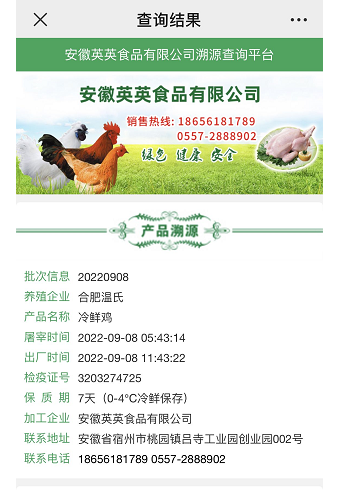 查询结果
安徽英英食品有限公司溯源查询平台
安徽英英食品有限公司
销售热线: 18656181789
0557-2888902
绿色 健康 安全
产品溯源
批次信息 20220908
养殖企业 合肥温氏
产品名称 冷鲜鸡
屠宰时间 2022-09-08 05:43:14
出厂时间 2022-09-08 11:43:22
检疫证号 3203274725
保 质 期 7天（0-4°C冷鲜保存）
加工企业 安徽英英食品有限公司
联系地址 安徽省宿州市桃园镇吕寺工业园创业园002号
联系电话 18656181789 0557-2888902